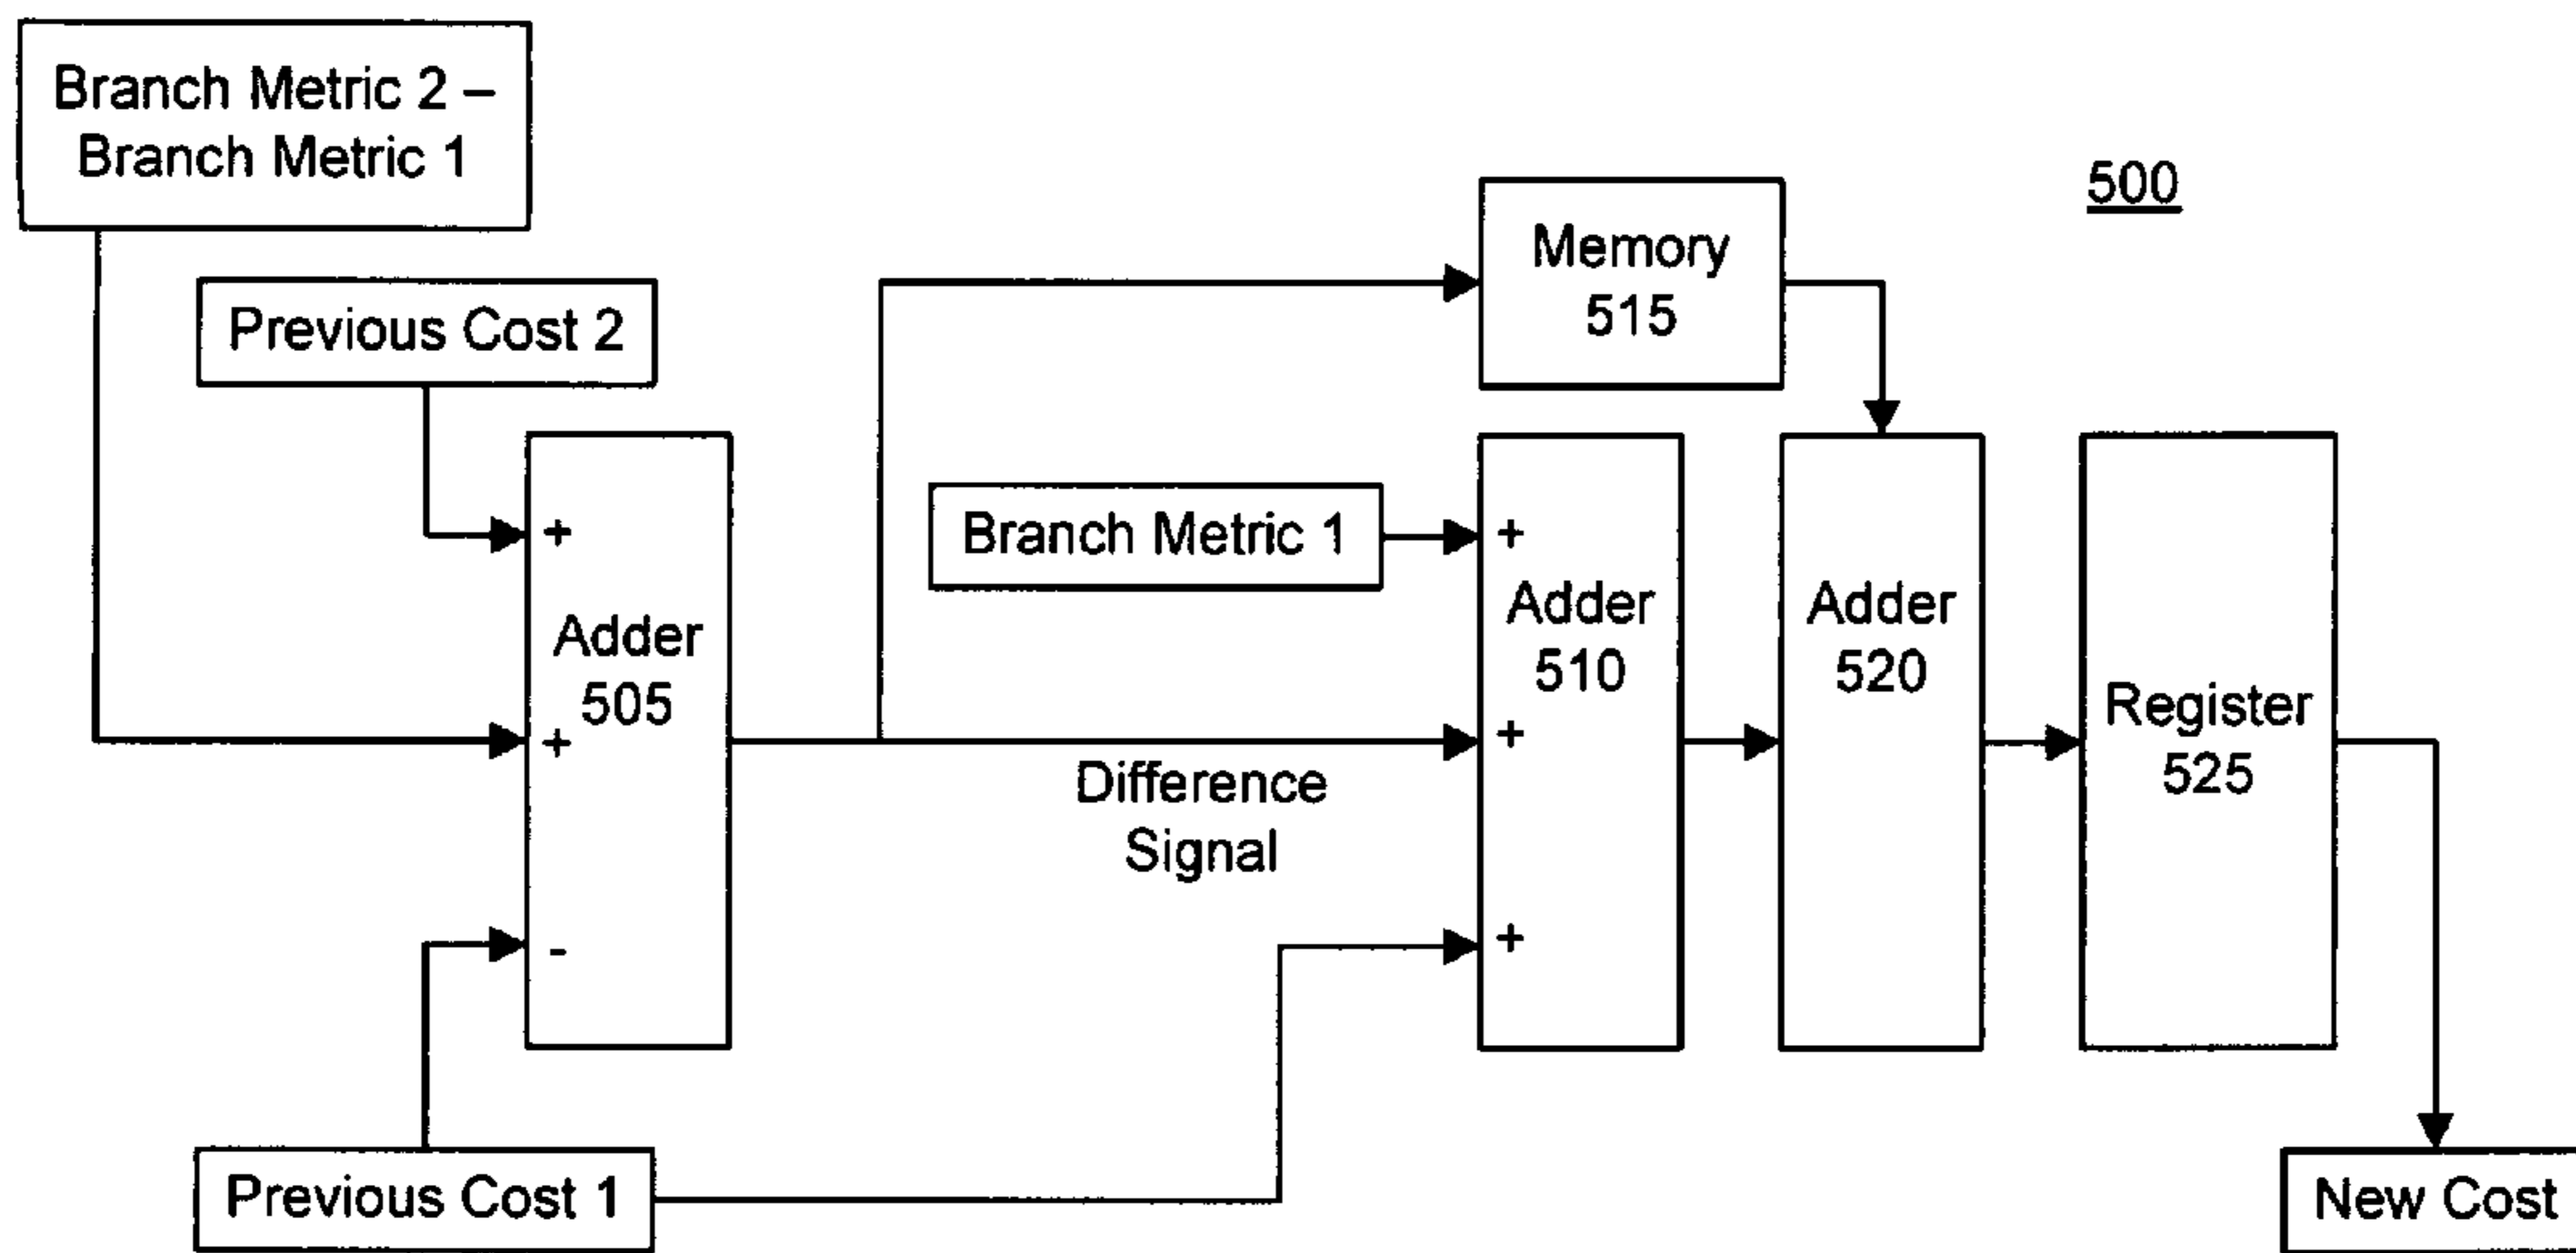 Branch Metric 2 –
Branch Metric 1
500
Memory
515
Previous Cost 2
+
Branch Metric 1
+
Adder
505
Adder
510
Adder
520
Register
525
+
+
Difference
Signal
-
+
Previous Cost 1
New Cost